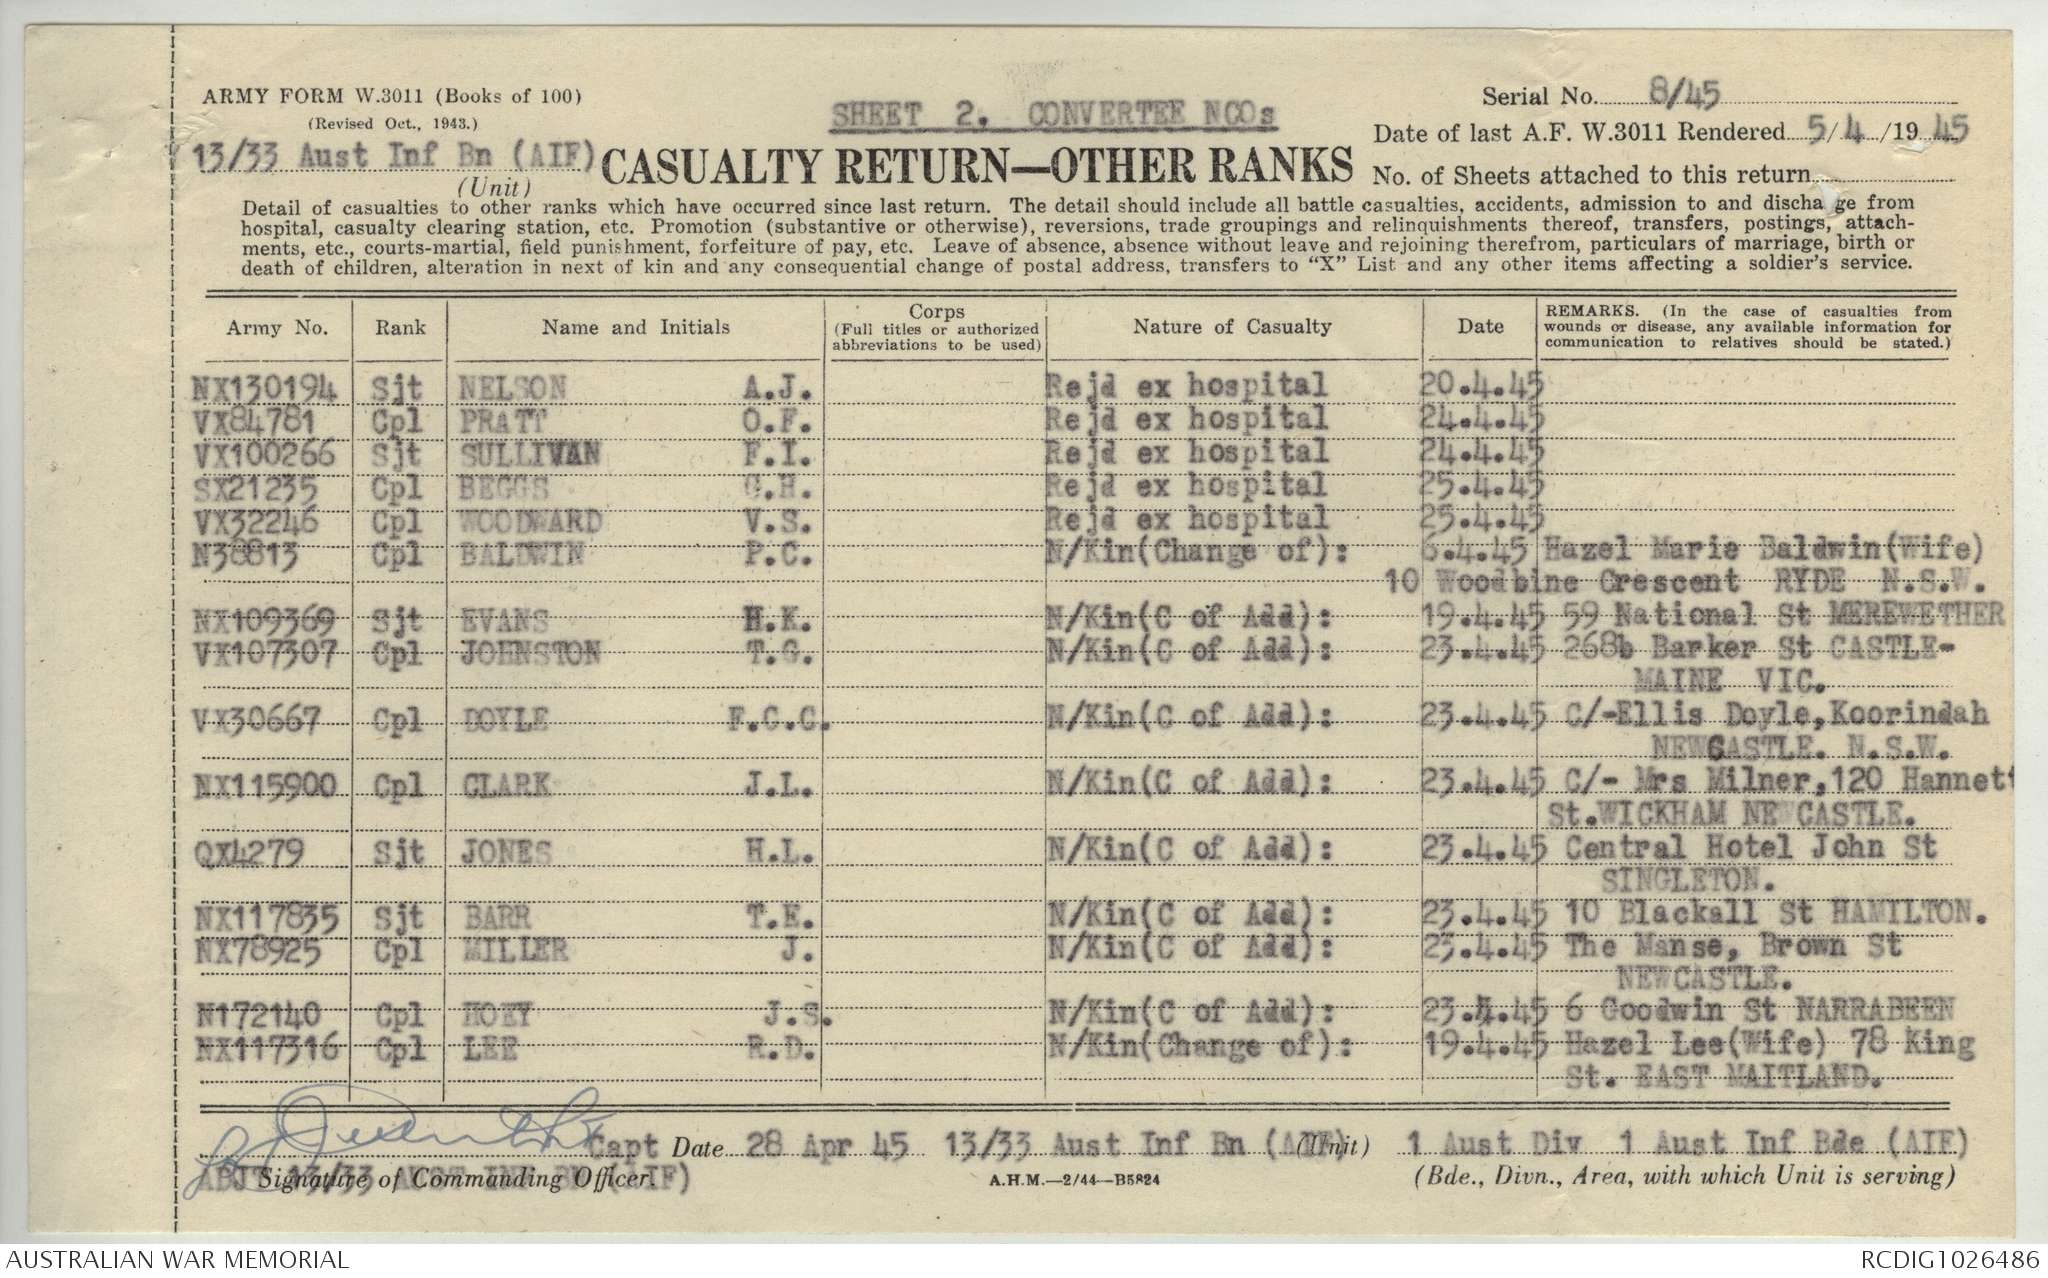 ARMY FORM W.3011 (Books of 100)
(Revised Oct., 1943.)
SHEET 2. CONVERTEE NCOs
Serial No. 8/45
13/33 Aust Inf Bn (AIF)
(Unit)
CASUALTY RETURN—OTHER RANKS
Date of last A.F. W.3011 Rendered 5/4/1945
No. of Sheets attached to this return
Detail of casualties to other ranks which have occurred since last return. The detail should include all battle casualties, accidents, admission to and discharge from
hospital, casualty clearing station, etc. Promotion (substantive or otherwise), reversions, trade groupings and relinquishments thereof, transfers, postings, attach-
ments, etc., courts-martial, field punishment, forfeiture of pay, etc. Leave of absence, absence without leave and rejoining therefrom, particulars of marriage, birth or
death of children, alteration in next of kin and any consequential change of postal address, transfers to "X" List and any other items affecting a soldier's service.
Army No. Rank Name and Initials Corps (Full titles or authorized abbreviations to be used) Nature of Casualty Date REMARKS. (In the case of casualties from wounds or disease, any available information for communication to relatives should be stated.)
NX130194 Sjt NELSON A.J. Rejd ex hospital 20.4.45
VX84781 Cpl PRATT O.F. Rejd ex hospital 24.4.45
VX100266 Sjt SULLIVAN F.I. Rejd ex hospital 24.4.45
SX21235 Cpl BEGGS G.H. Rejd ex hospital 25.4.45
VX32246 Cpl WOODWARD V.S. Rejd ex hospital 25.4.45
N38813 Cpl BALDWIN P.C. N/Kin(Change of): 6.4.45 Hazel Marie Baldwin(Wife)
10 Woodbine Crescent RYDE N.S.W.
NX109369 Sjt EVANS H.K. N/Kin(C of Add): 19.4.45 59 National St MEREWETHER
VX107307 Cpl JOHNSTON T.G. N/Kin(C of Add): 23.4.45 268b Barker St CASTLE-
MAINE VIC.
VX30667 Cpl DOYLE F.C.C. N/Kin(C of Add): 23.4.45 C/-Ellis Doyle,Koorindah
NEWCASTLE. N.S.W.
NX115900 Cpl CLARK J.L. N/Kin(C of Add): 23.4.45 C/- Mrs Milner,120 Hannett
St.WICKHAM NEWCASTLE.
QX4279 Sjt JONES H.L. N/Kin(C of Add): 23.4.45 Central Hotel John St
SINGLETON.
NX117835 Sjt BARR T.E. N/Kin(C of Add): 23.4.45 10 Blackall St HAMILTON.
NX78925 Cpl MILLER J. N/Kin(C of Add): 23.4.45 The Manse, Brown St
NEWCASTLE.
N172140 Cpl HOEY J.S. N/Kin(C of Add): 23.4.45 6 Goodwin St NARRABEEN
NX117316 Cpl LEE R.D. N/Kin(Change of): 19.4.45 Hazel Lee(Wife) 78 King
St. EAST MAITLAND.
Capt Date 28 Apr 45 13/33 Aust Inf Bn (AIF) (Unit) 1 Aust Div 1 Aust Inf Bde (AIF)
ADJT 13/33 AUST INF BN (AIF)
Signature of Commanding Officer.
A.H.M.—2/44—B5824
(Bde., Divn., Area, with which Unit is serving)
AUSTRALIAN WAR MEMORIAL
RCDIG1026486